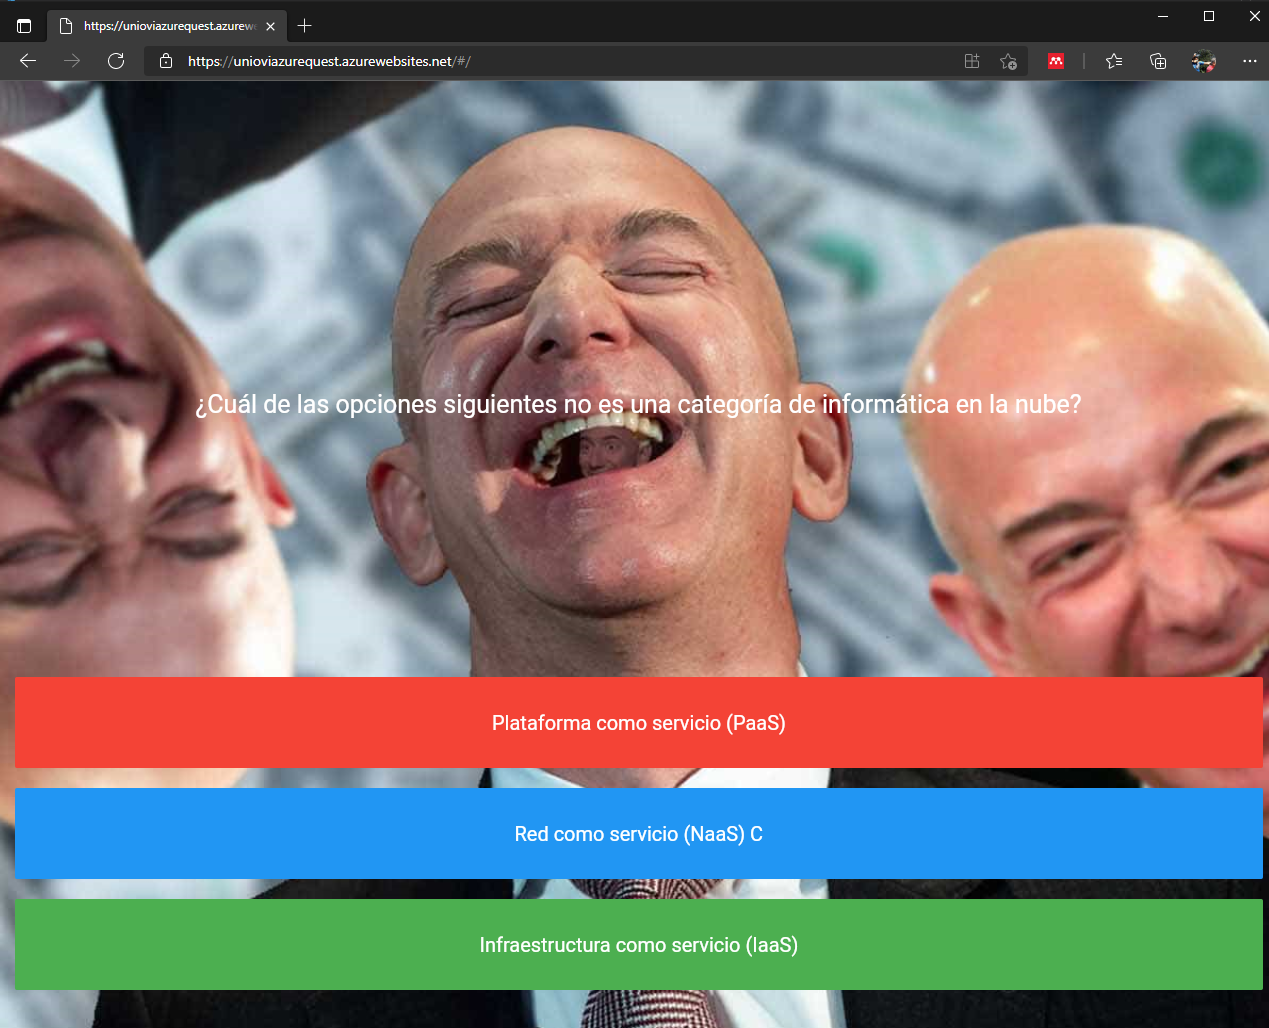 https://unioviazurequest.azurew
https://unioviazurequest.azurewebsites.net/#/
¿Cuál de las opciones siguientes no es una categoría de informática en la nube?
Plataforma como servicio (PaaS)
Red como servicio (NaaS) C
Infraestructura como servicio (IaaS)